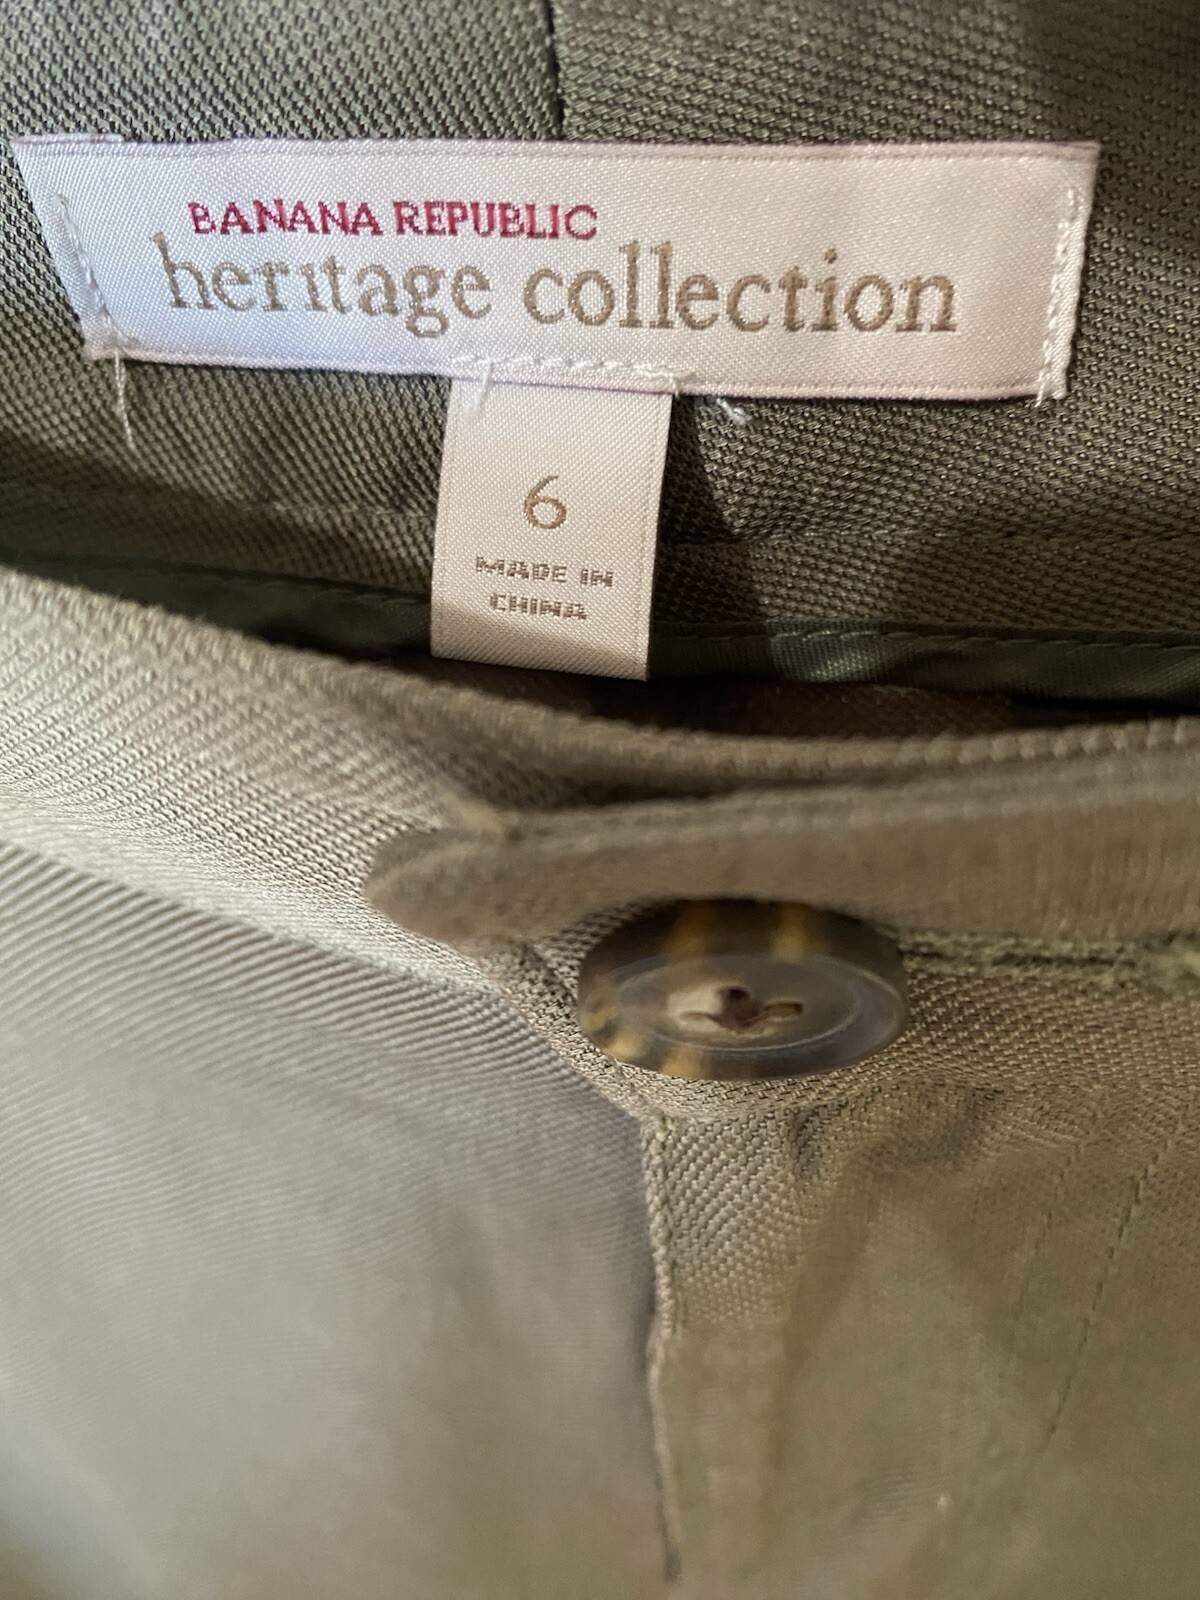 BANANA REPUBLIC
heritage collection
6
MADE IN
CHINA